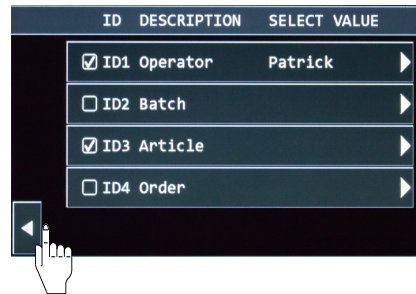 ID DESCRIPTION SELECT VALUE
ID1 Operator Patrick
ID2 Batch
ID3 Article
ID4 Order